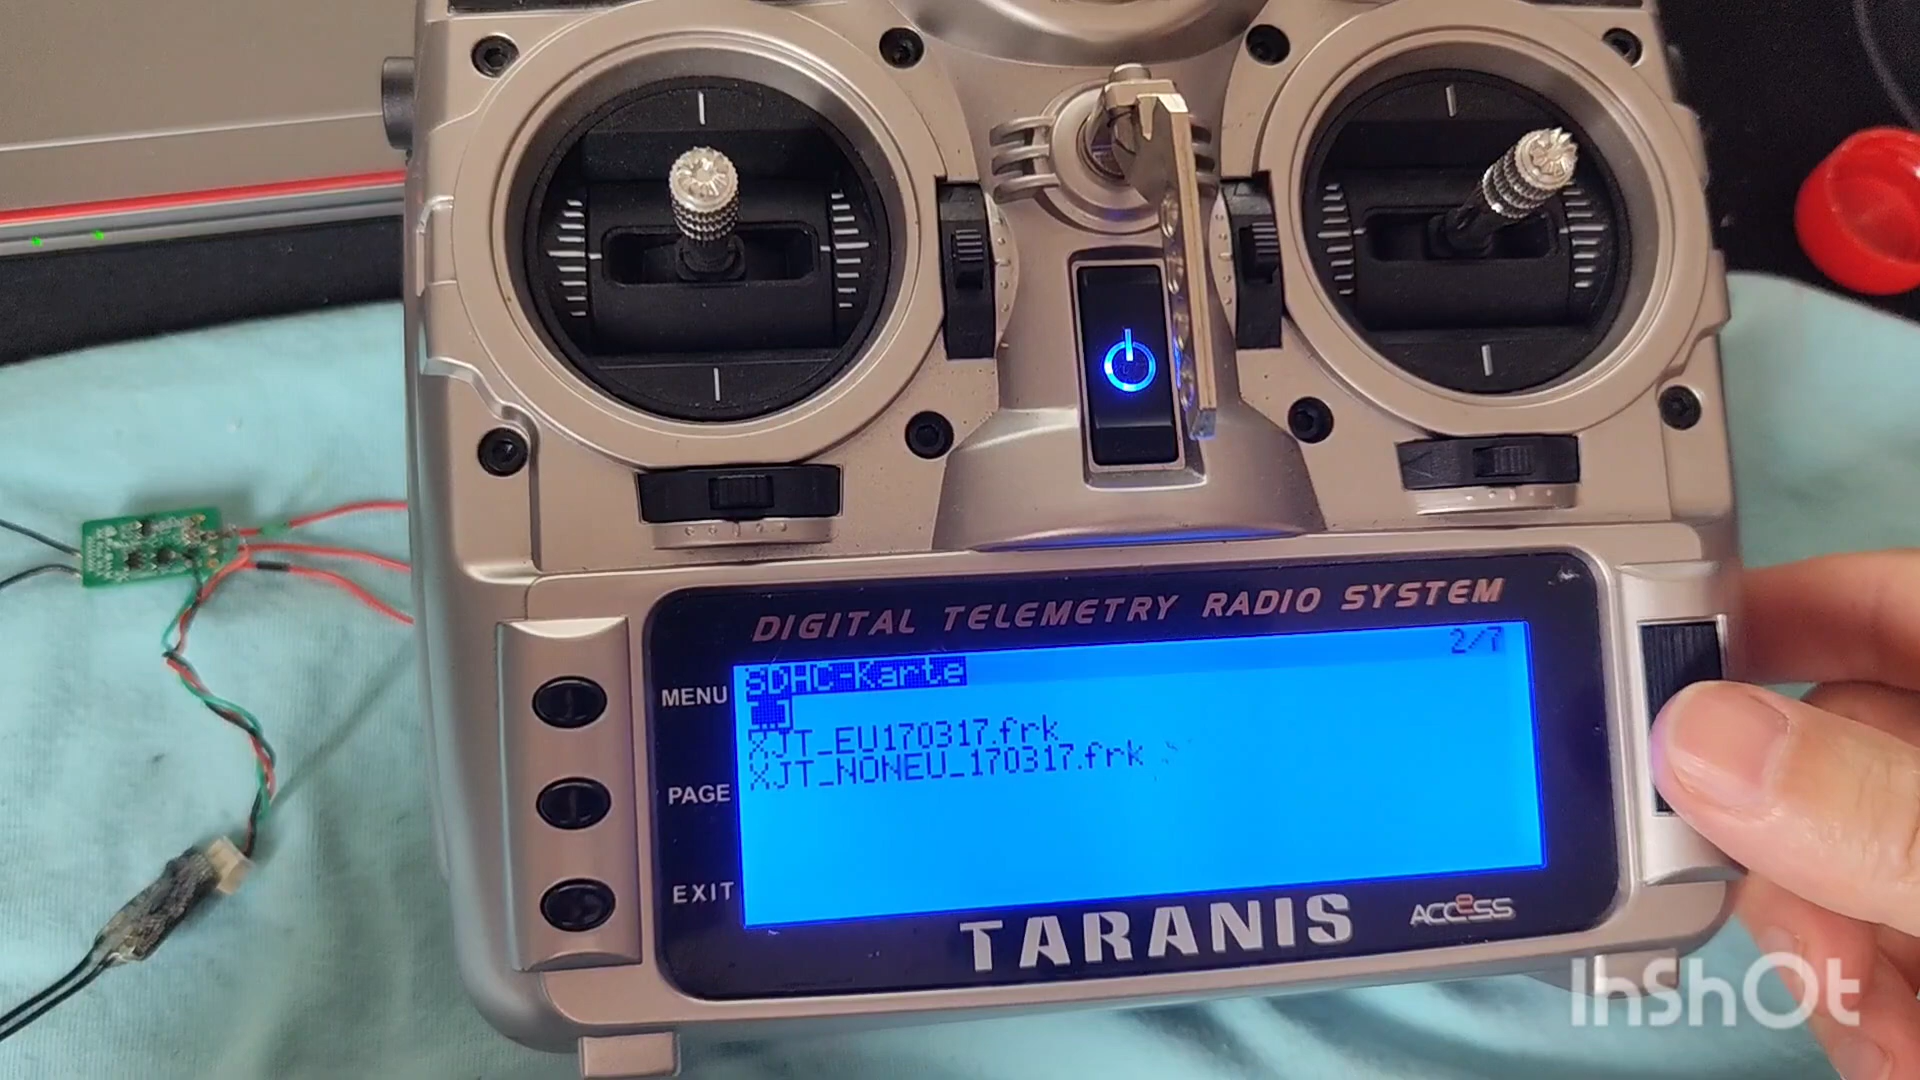 DIGITAL TELEMETRY RADIO SYSTEM
SDHC-Karte 2/7
[..]
XJT_EU170317.frk
XJT_NONEU_170317.frk
MENU
PAGE
EXIT
TARANIS ACCESS
InShOt